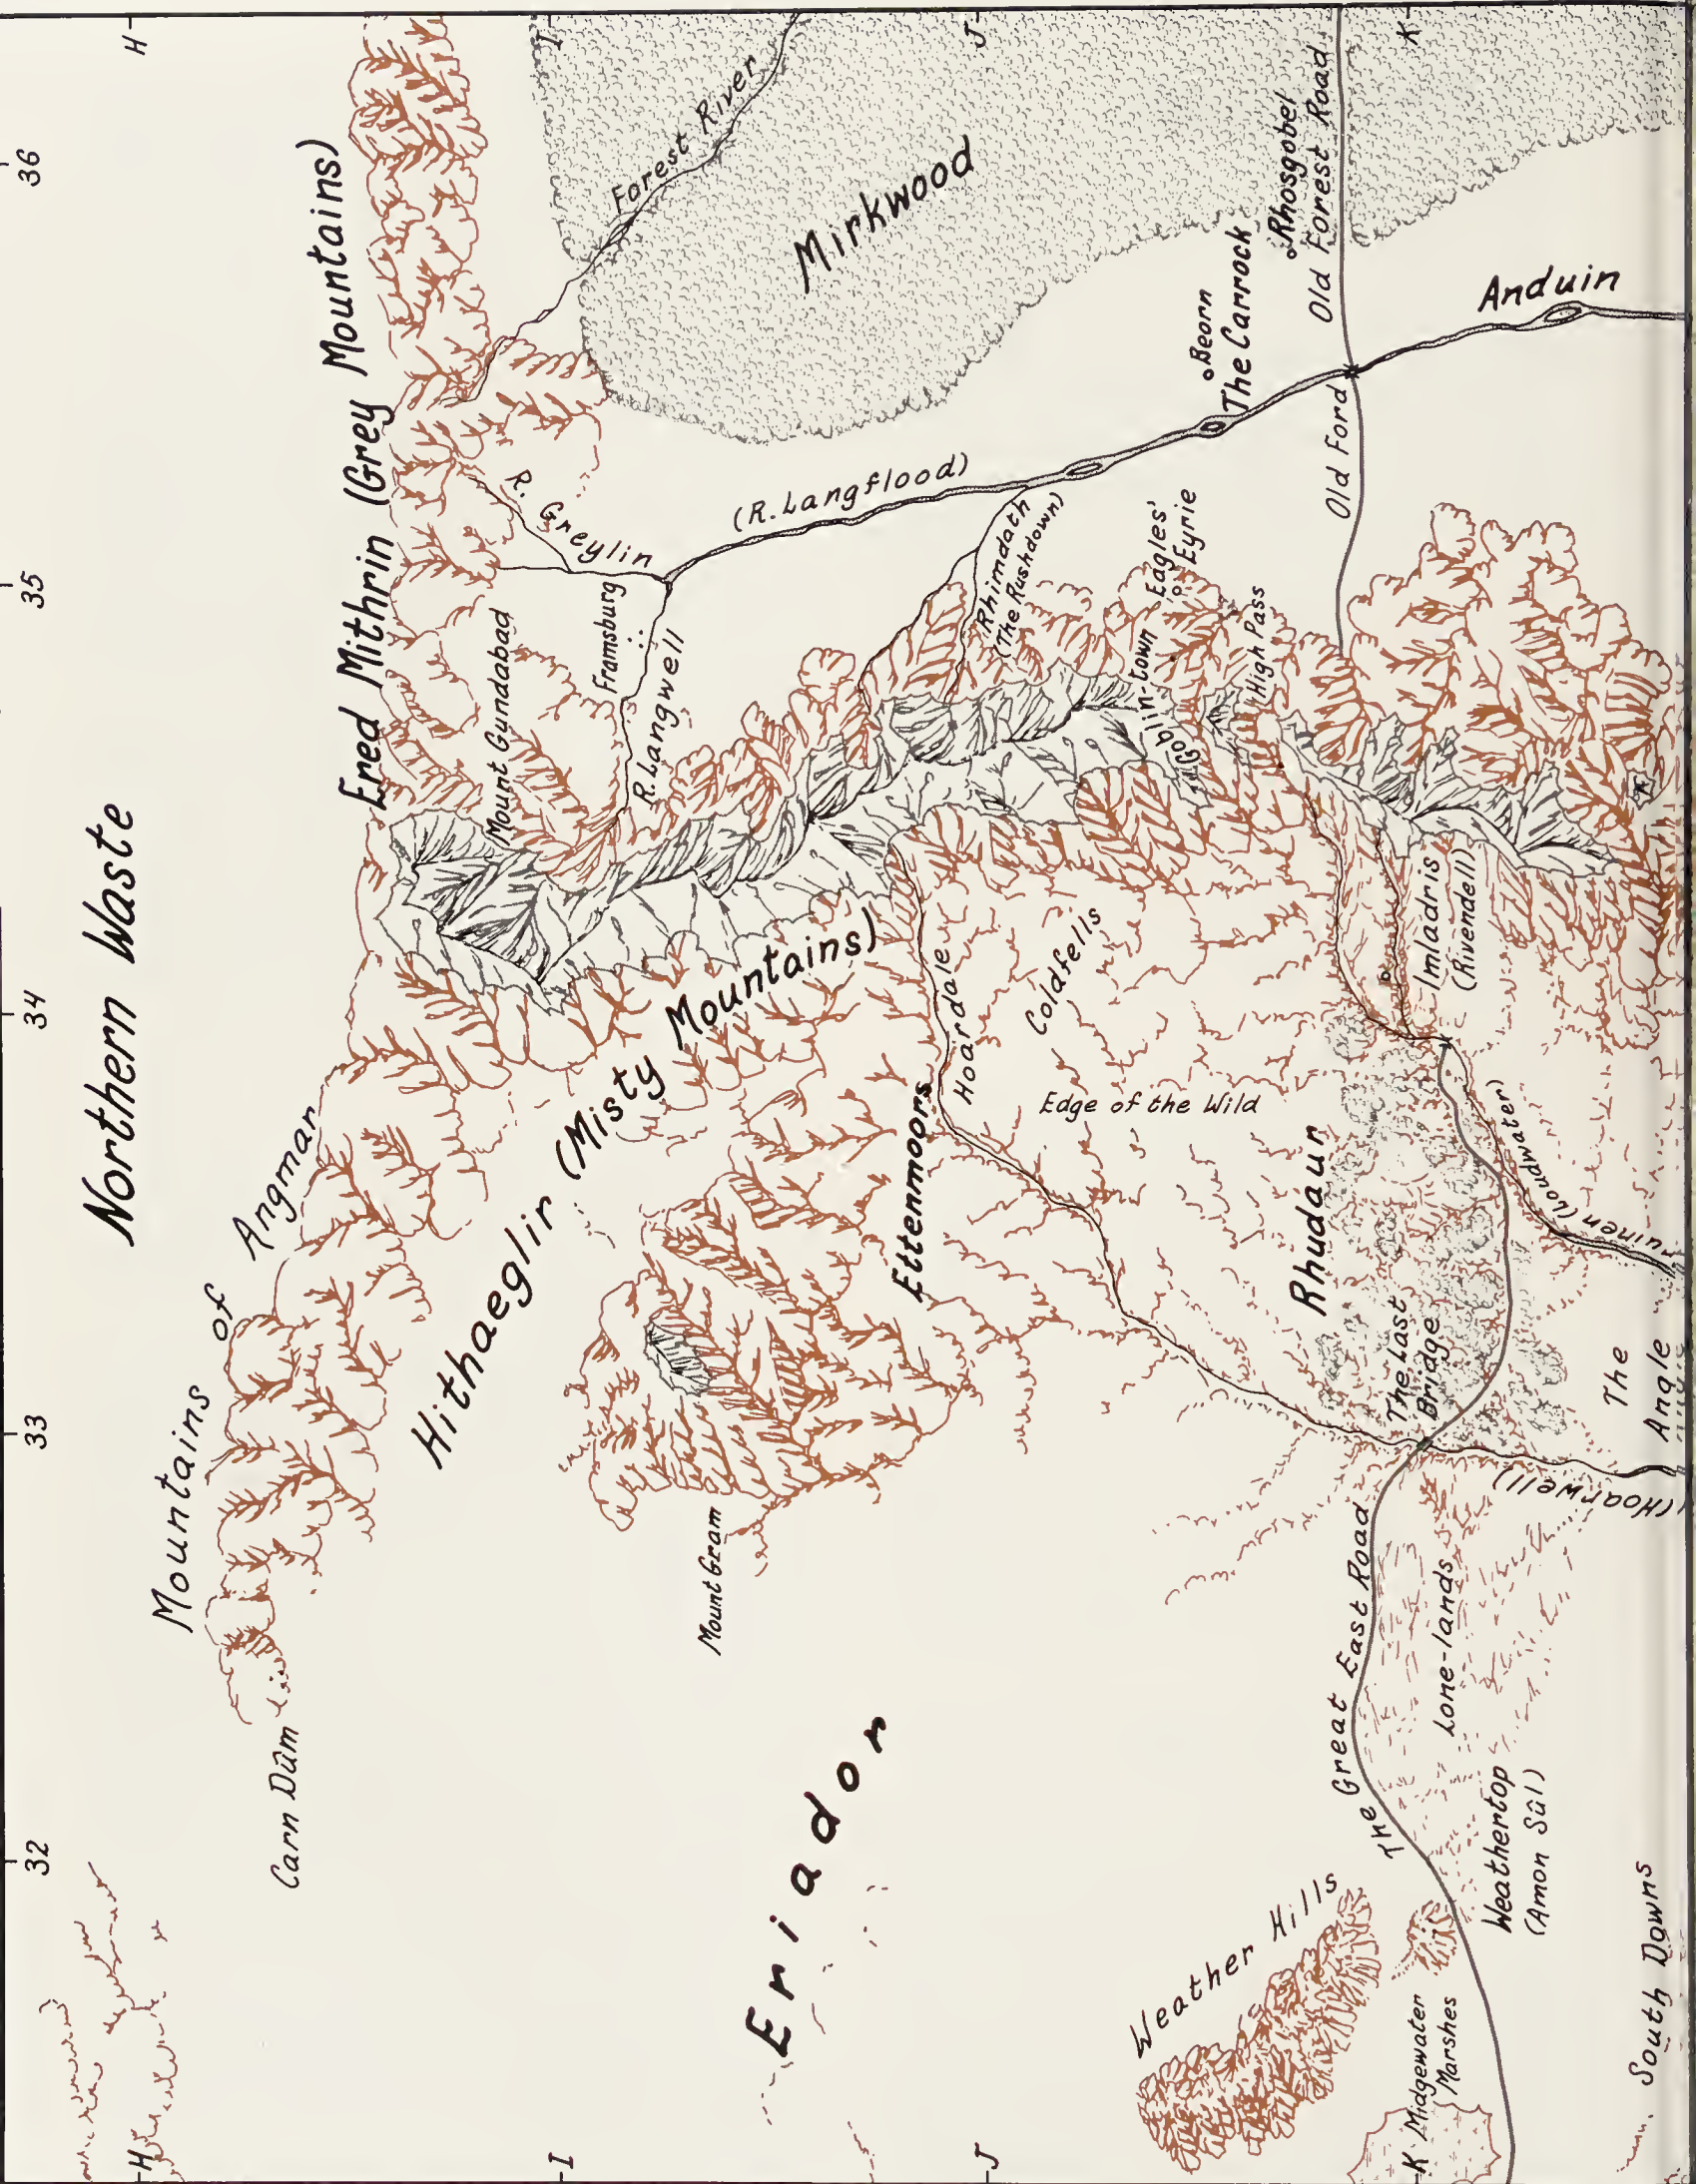 32
33
34
35
36
H
H
I
I
J
J
K
K
Northern Waste
Mountains of Angmar
Carn Dûm
Ered Mithrin (Grey Mountains)
Mount Gundabad
Hithaeglir (Misty Mountains)
R. Greylin
Framsburg
R. Langwell
Forest River
Mirkwood
(R. Langflood)
Mount Gram
Eriador
Ettenmoors
Hoardale
Coldfells
Edge of the Wild
Rhimdath
(The Rushdown)
Eagles'
Eyrie
Goblin-town
High Pass
Beorn
The Carrock
Rhosgobel
Old Forest Road
Old Ford
Anduin
Weather Hills
The Great East Road
Rhudaun
The Last
Bridge
Imladris
(Rivendell)
(Loudwater)
(Hoarwell)
The
Angle
Lone-lands
Weathertop
(Amon Sûl)
Midgewater
Marshes
South Downs